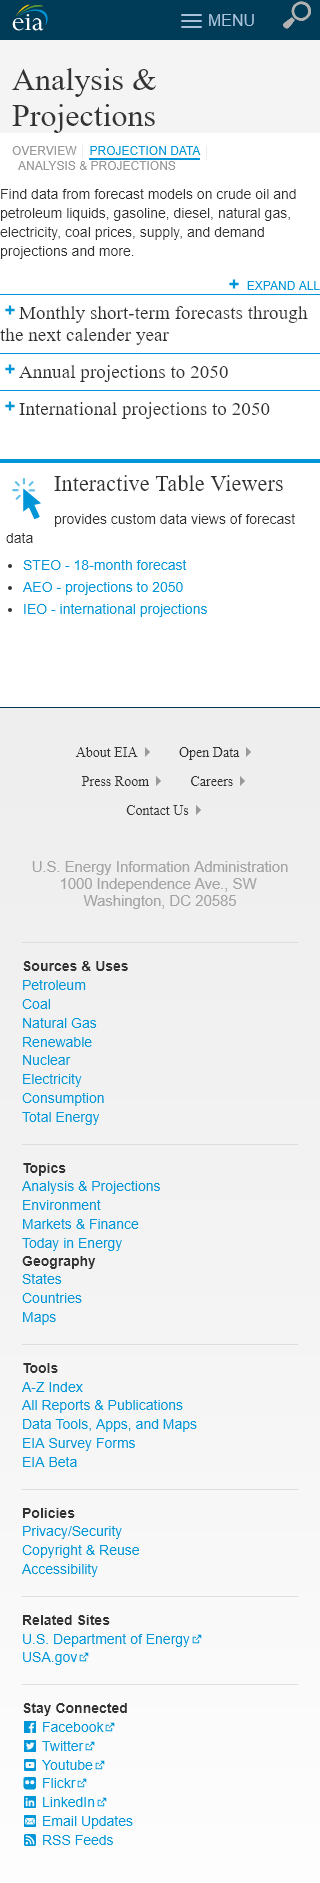 eia
MENU
Analysis &
Projections
OVERVIEW PROJECTION DATA
ANALYSIS & PROJECTIONS
Find data from forecast models on crude oil and
petroleum liquids, gasoline, diesel, natural gas,
electricity, coal prices, supply, and demand
projections and more.
+ EXPAND ALL
+ Monthly short-term forecasts through
the next calender year
+ Annual projections to 2050
+ International projections to 2050
Interactive Table Viewers
provides custom data views of forecast
data
• STEO - 18-month forecast
• AEO - projections to 2050
• IEO - international projections
About EIA Open Data
Press Room Careers
Contact Us
U.S. Energy Information Administration
1000 Independence Ave., SW
Washington, DC 20585
Sources & Uses
Petroleum
Coal
Natural Gas
Renewable
Nuclear
Electricity
Consumption
Total Energy
Topics
Analysis & Projections
Environment
Markets & Finance
Today in Energy
Geography
States
Countries
Maps
Tools
A-Z Index
All Reports & Publications
Data Tools, Apps, and Maps
EIA Survey Forms
EIA Beta
Policies
Privacy/Security
Copyright & Reuse
Accessibility
Related Sites
U.S. Department of Energy
USA.gov
Stay Connected
Facebook
Twitter
Youtube
Flickr
LinkedIn
Email Updates
RSS Feeds